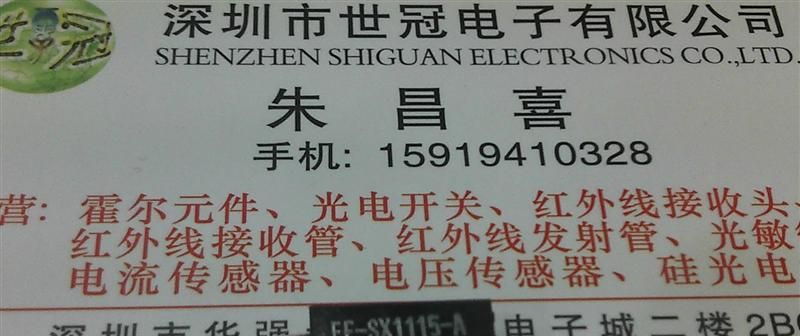 世冠
深圳市世冠电子有限公司
SHENZHEN SHIGUAN ELECTRONICS CO.,LTD.
朱昌喜
手机: 15919410328
营: 霍尔元件、光电开关、红外线接收头、
红外线接收管、红外线发射管、光敏管
电流传感器、电压传感器、硅光电
深圳市华强 EE-SX1115-A 电子城二楼2B